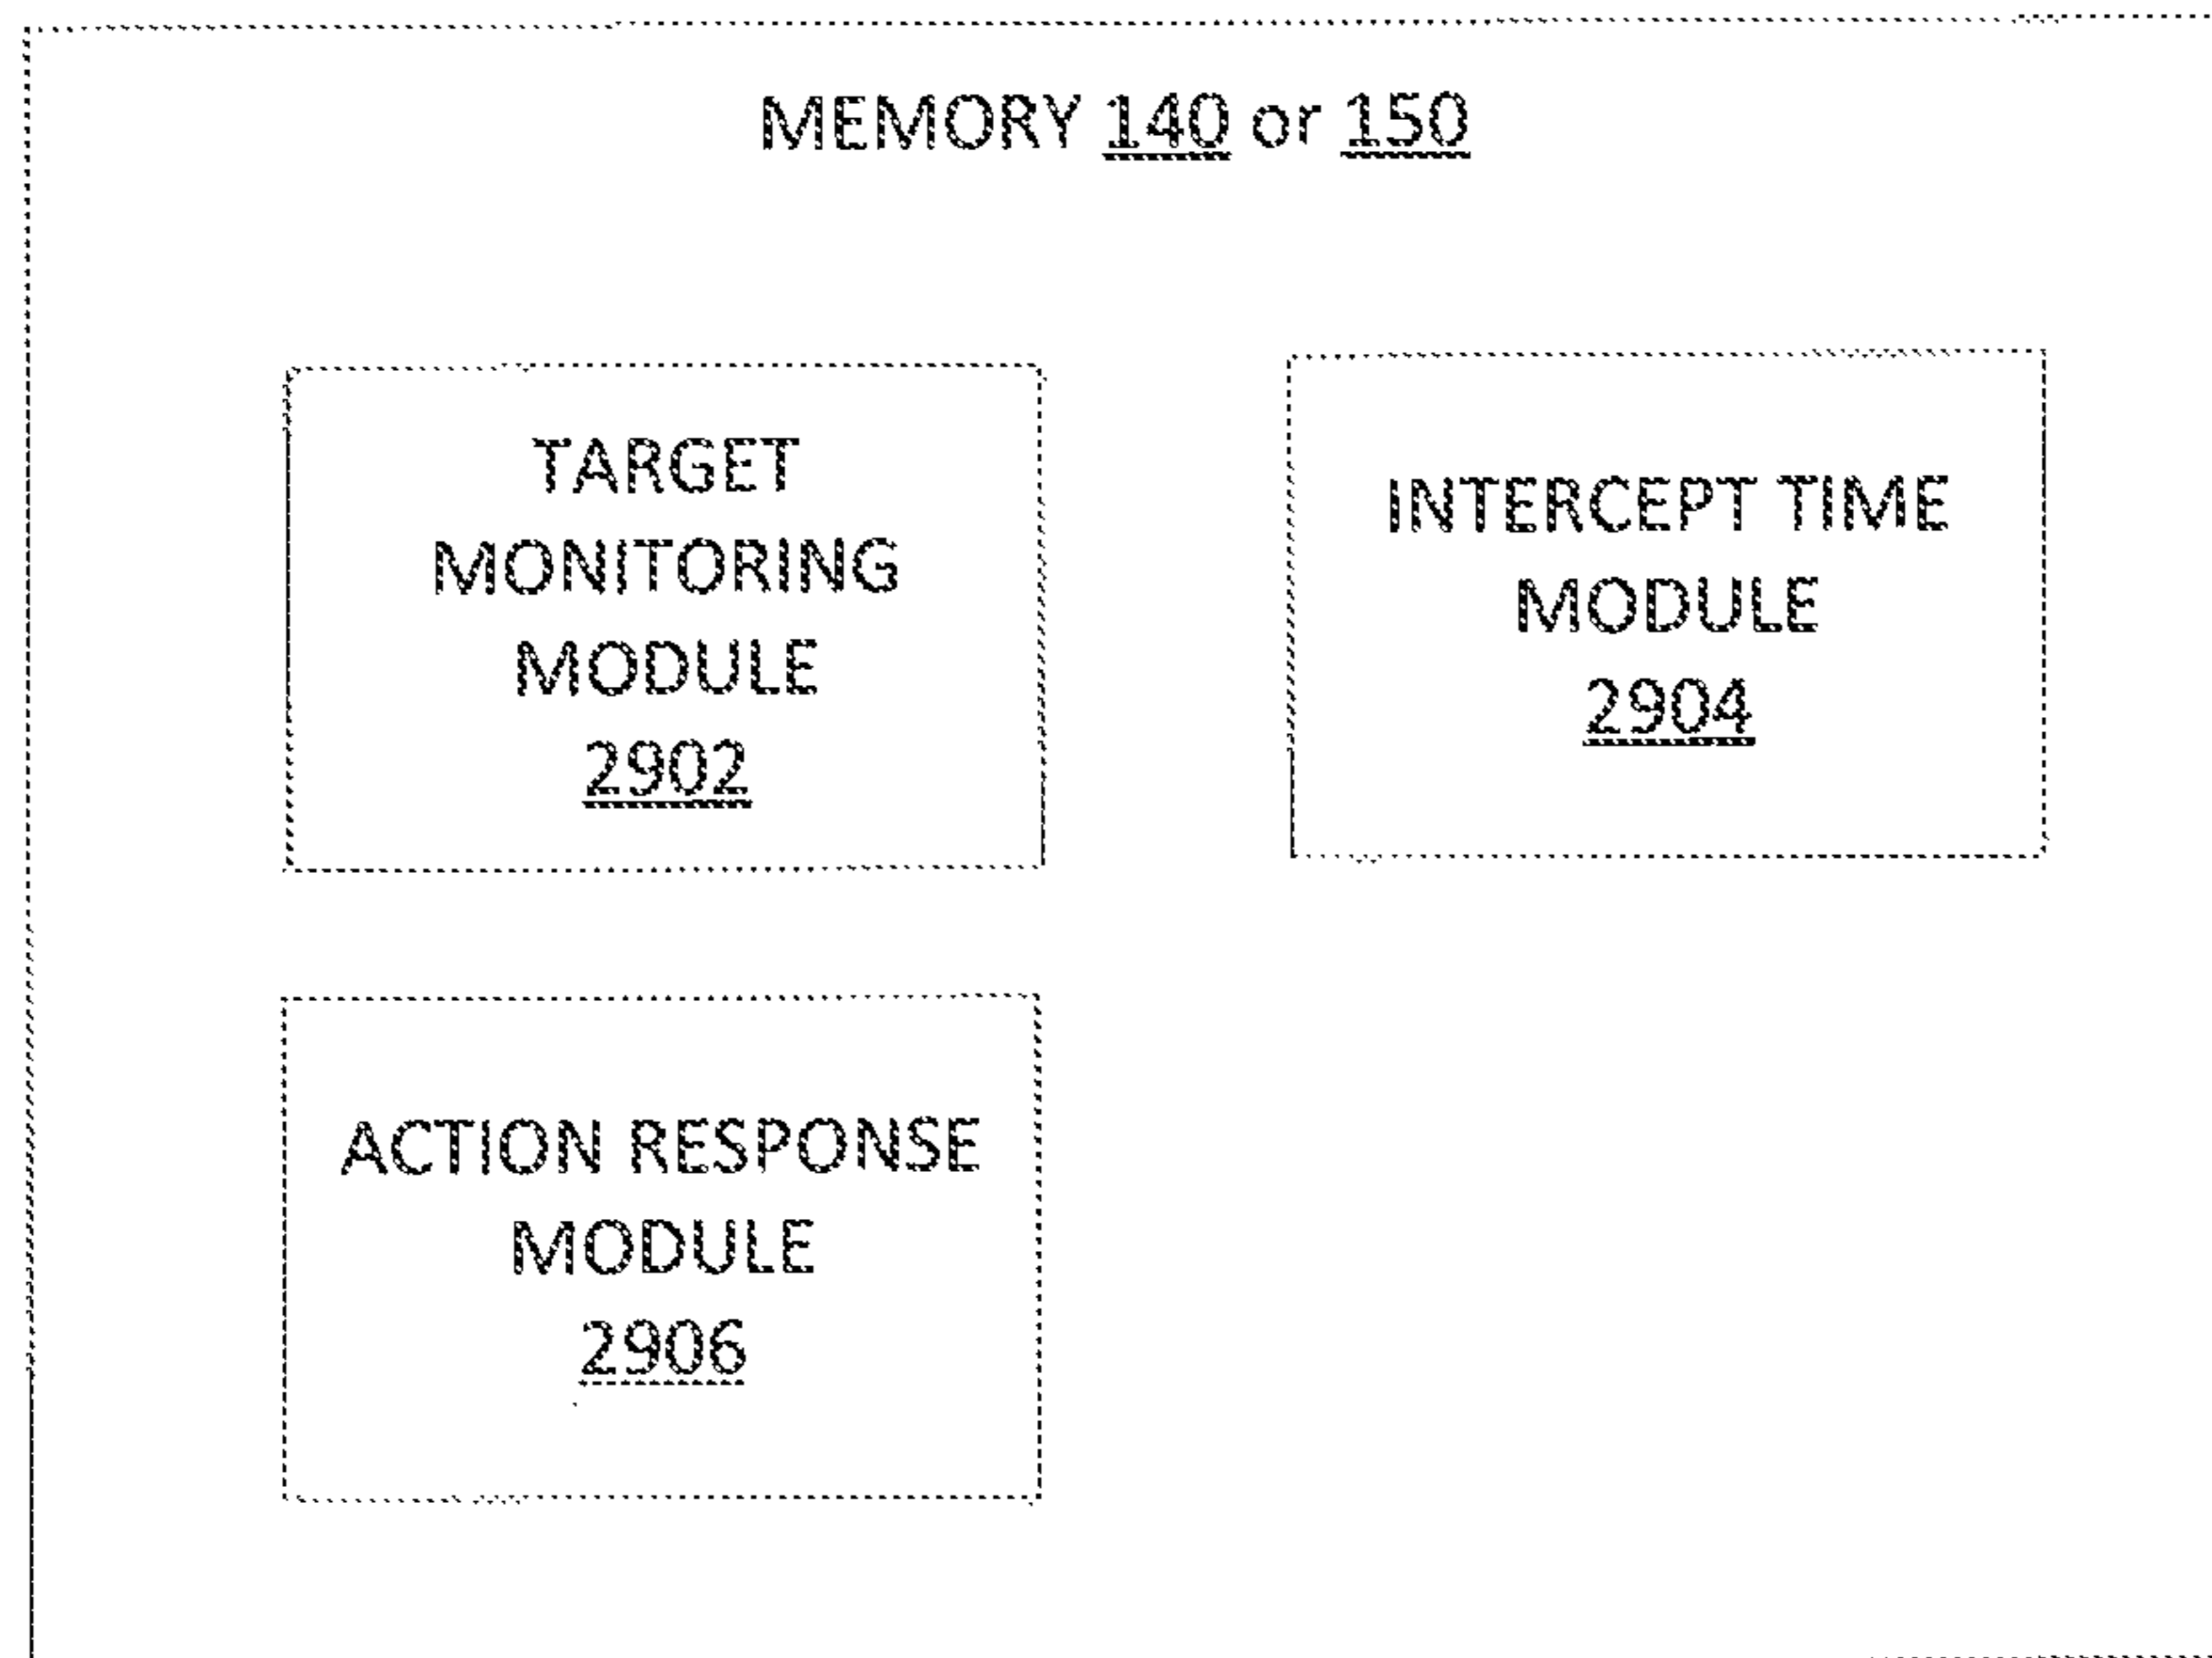 MEMORY 140 or 150
TARGET
MONITORING
MODULE
2902
INTERCEPT TIME
MODULE
2904
ACTION RESPONSE
MODULE
2906